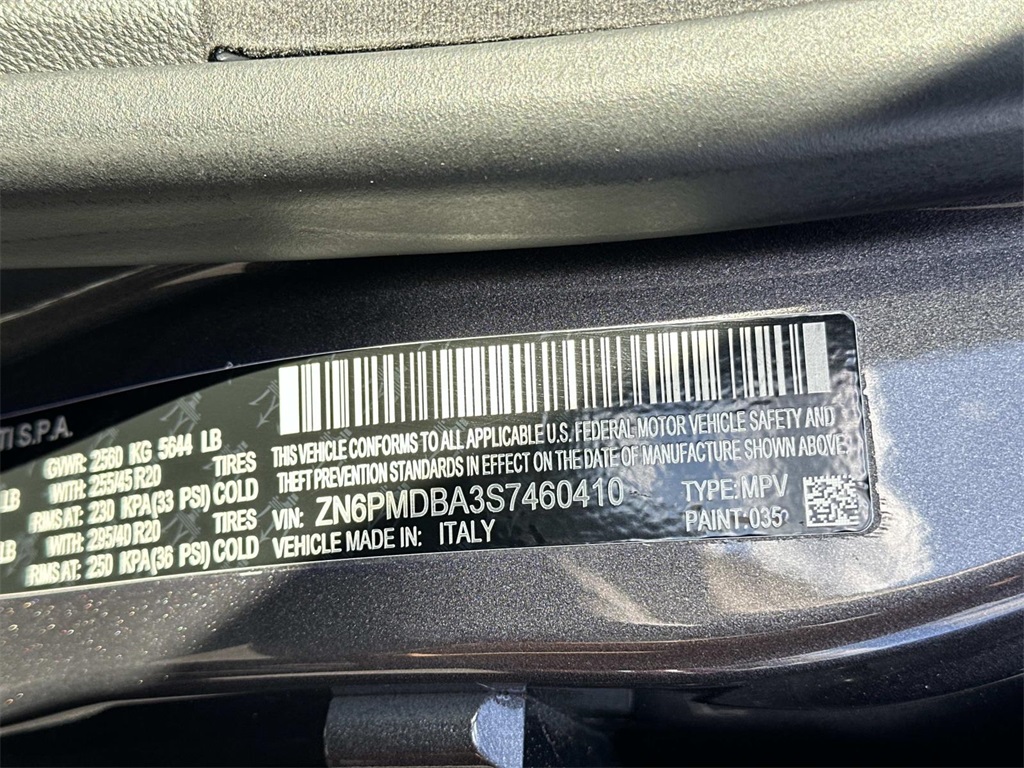 TI S.P.A.
GVWR: 2560 KG 5644 LB
LB WITH: 255/45 R20 TIRES
RIMS AT: 230 KPA(33 PSI) COLD
LB WITH: 295/40 R20 TIRES
RIMS AT: 250 KPA(36 PSI) COLD
THIS VEHICLE CONFORMS TO ALL APPLICABLE U.S. FEDERAL MOTOR VEHICLE SAFETY AND
THEFT PREVENTION STANDARDS IN EFFECT ON THE DATE OF MANUFACTURE SHOWN ABOVE.
VIN: ZN6PMDBA3S7460410 TYPE: MPV
VEHICLE MADE IN: ITALY PAINT:035